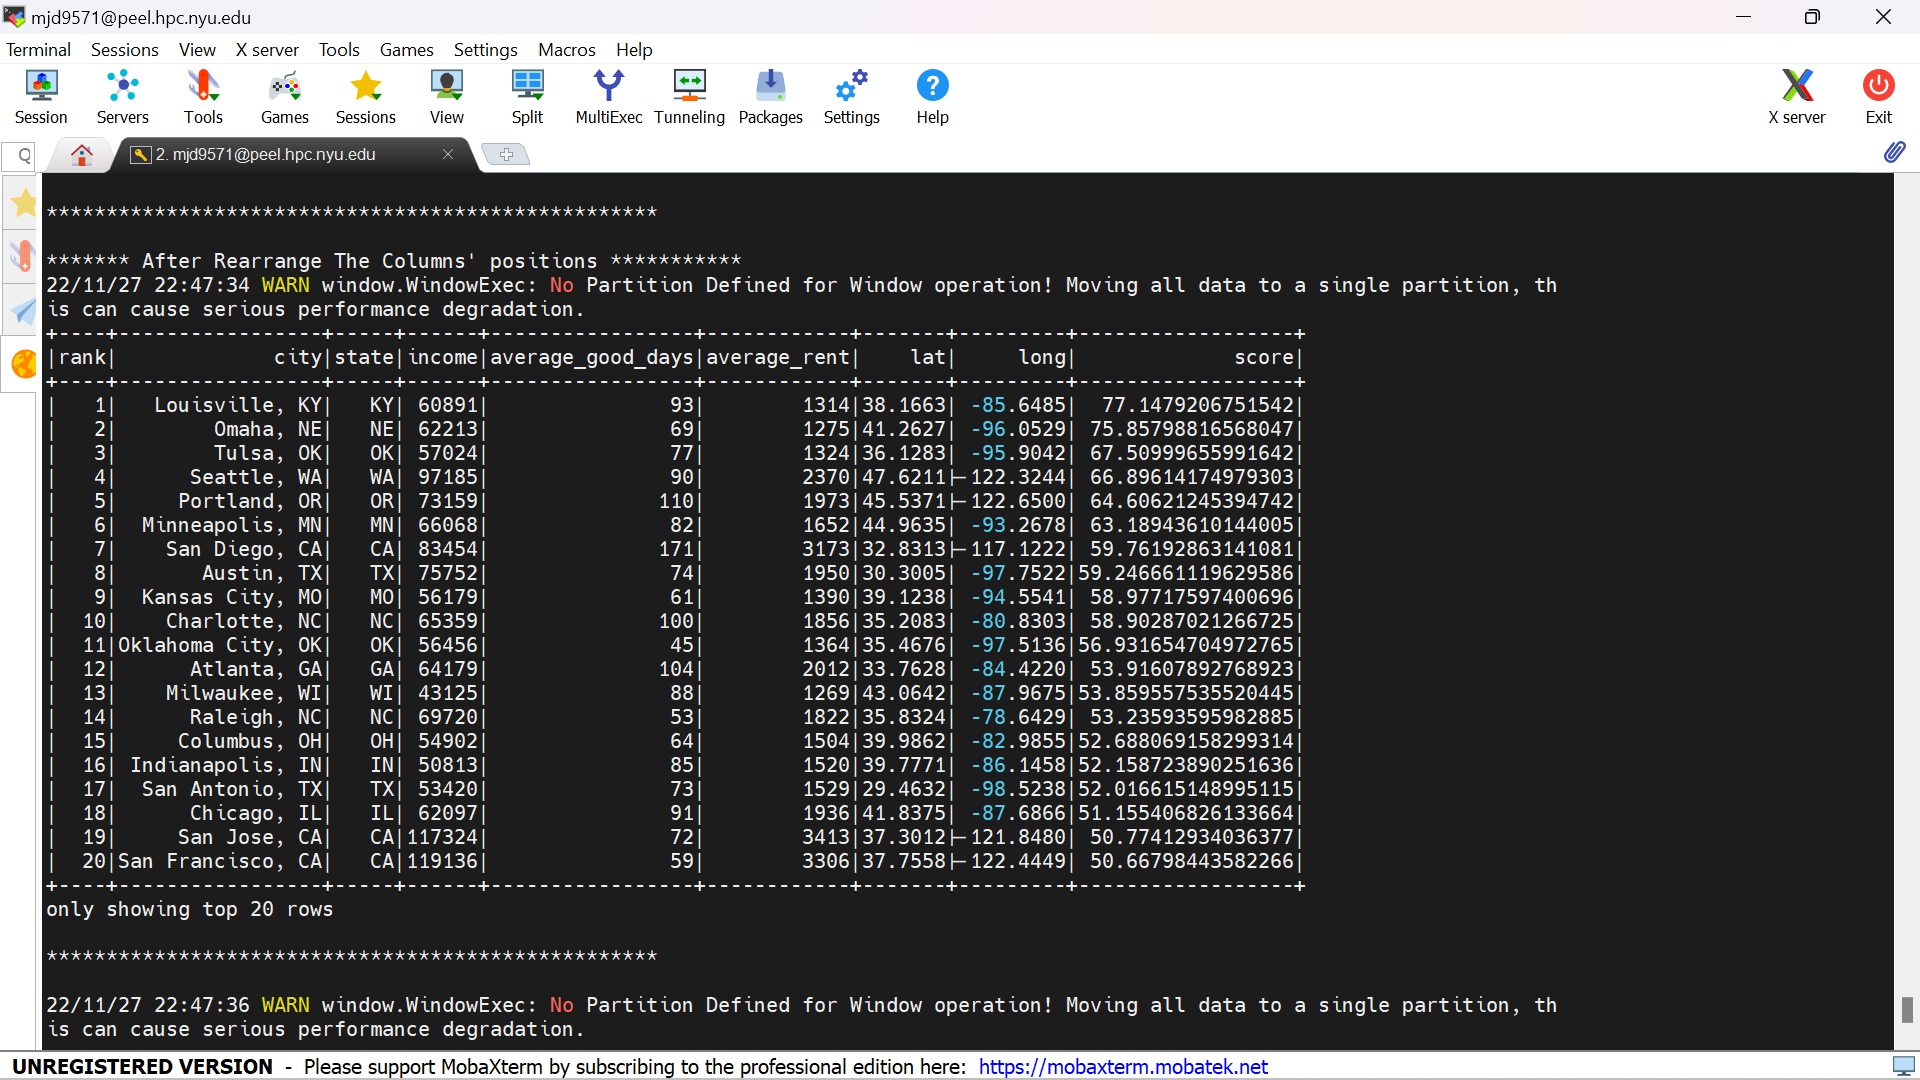 mjd9571@peel.hpc.nyu.edu
Terminal Sessions View X server Tools Games Settings Macros Help
Session Servers Tools Games Sessions View Split MultiExec Tunneling Packages Settings Help X server Exit
2. mjd9571@peel.hpc.nyu.edu
***************************************************
******* After Rearrange The Columns' positions ***********
22/11/27 22:47:34 WARN window.WindowExec: No Partition Defined for Window operation! Moving all data to a single partition, th
is can cause serious performance degradation.
+----+-----------------+-----+------+-----------------+------------+-------+---------+------------------+
|rank|             city|state|income|average_good_days|average_rent|    lat|     long|             score|
+----+-----------------+-----+------+-----------------+------------+-------+---------+------------------+
|   1|   Louisville, KY|   KY| 60891|               93|        1314|38.1663| -85.6485|  77.1479206751542|
|   2|        Omaha, NE|   NE| 62213|               69|        1275|41.2627| -96.0529| 75.85798816568047|
|   3|        Tulsa, OK|   OK| 57024|               77|        1324|36.1283| -95.9042| 67.50999655991642|
|   4|      Seattle, WA|   WA| 97185|               90|        2370|47.6211|-122.3244| 66.89614174979303|
|   5|     Portland, OR|   OR| 73159|              110|        1973|45.5371|-122.6500| 64.60621245394742|
|   6|  Minneapolis, MN|   MN| 66068|               82|        1652|44.9635| -93.2678| 63.18943610144005|
|   7|    San Diego, CA|   CA| 83454|              171|        3173|32.8313|-117.1222| 59.76192863141081|
|   8|       Austin, TX|   TX| 75752|               74|        1950|30.3005| -97.7522|59.246661119629586|
|   9|  Kansas City, MO|   MO| 56179|               61|        1390|39.1238| -94.5541| 58.97717597400696|
|  10|    Charlotte, NC|   NC| 65359|              100|        1856|35.2083| -80.8303| 58.90287021266725|
|  11|Oklahoma City, OK|   OK| 56456|               45|        1364|35.4676| -97.5136|56.931654704972765|
|  12|      Atlanta, GA|   GA| 64179|              104|        2012|33.7628| -84.4220| 53.91607892768923|
|  13|    Milwaukee, WI|   WI| 43125|               88|        1269|43.0642| -87.9675|53.859557535520445|
|  14|      Raleigh, NC|   NC| 69720|               53|        1822|35.8324| -78.6429| 53.23593595982885|
|  15|     Columbus, OH|   OH| 54902|               64|        1504|39.9862| -82.9855|52.688069158299314|
|  16| Indianapolis, IN|   IN| 50813|               85|        1520|39.7771| -86.1458|52.158723890251636|
|  17|  San Antonio, TX|   TX| 53420|               73|        1529|29.4632| -98.5238|52.016615148995115|
|  18|      Chicago, IL|   IL| 62097|               91|        1936|41.8375| -87.6866|51.155406826133664|
|  19|     San Jose, CA|   CA|117324|               72|        3413|37.3012|-121.8480| 50.77412934036377|
|  20|San Francisco, CA|   CA|119136|               59|        3306|37.7558|-122.4449| 50.66798443582266|
+----+-----------------+-----+------+-----------------+------------+-------+---------+------------------+
only showing top 20 rows
***************************************************
22/11/27 22:47:36 WARN window.WindowExec: No Partition Defined for Window operation! Moving all data to a single partition, th
is can cause serious performance degradation.
UNREGISTERED VERSION - Please support MobaXterm by subscribing to the professional edition here: https://mobaxterm.mobatek.net